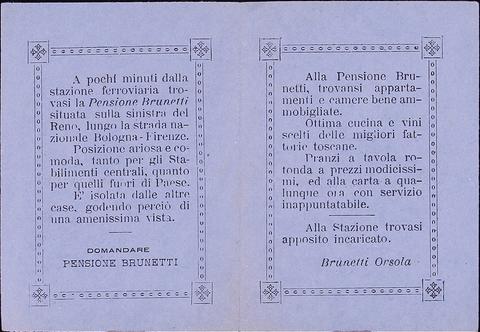 A pochi minuti dalla
stazione ferroviaria tro-
vasi la Pensione Brunetti
situata sulla sinistra del
Reno, lungo la strada na-
zionale Bologna-Firenze.
Posizione ariosa e co-
moda, tanto per gli Sta-
bilimenti centrali, quanto
per quelli fuori di Paese.
E' isolata dalle altre
case, godendo perciò di
una amenissima vista.
DOMANDARE
PENSIONE BRUNETTI
Alla Pensione Bru-
netti, trovansi apparta-
menti e camere bene am-
mobigliate.
Ottima cucina e vini
scelti delle migliori fat-
torie toscane.
Pranzi a tavola ro-
tonda a prezzi modicissi-
mi, ed alla carta a qua-
lunque ora con servizio
inappuntatabile.
Alla Stazione trovasi
apposito incaricato.
Brunetti Orsola